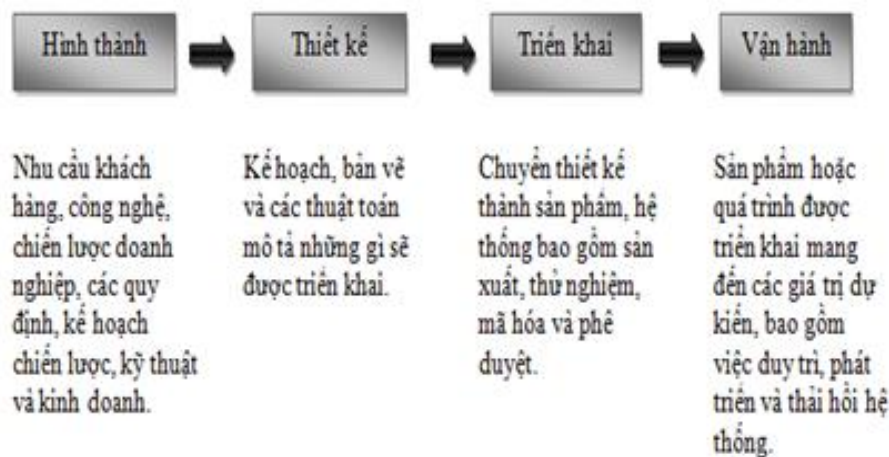 Hình thành
Thiết kế
Triển khai
Vận hành
Nhu cầu khách
hàng, công nghệ,
chiến lược doanh
nghiệp, các quy
định, kế hoạch
chiến lược, kỹ thuật
và kinh doanh.
Kế hoạch, bản vẽ
và các thuật toán
mô tả những gì sẽ
được triển khai.
Chuyển thiết kế
thành sản phẩm, hệ
thống bao gồm sản
xuất, thử nghiệm,
mã hóa và phê
duyệt.
Sản phẩm hoặc
quá trình được
triển khai mang
đến các giá trị dự
kiến, bao gồm
việc duy trì, phát
triển và thải hồi hệ
thống.